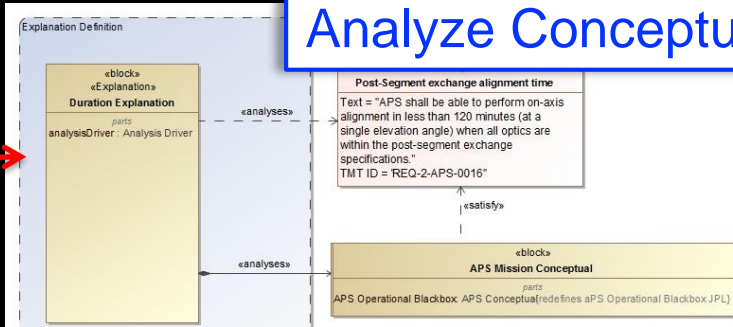 Analyze Conceptu
Explanation Definition
«block»
«Explanation»
Duration Explanation
parts
analysisDriver : Analysis Driver
«analyses»
Post-Segment exchange alignment time
Text = "APS shall be able to perform on-axis
alignment in less than 120 minutes (at a
single elevation angle) when all optics are
within the post-segment exchange
specifications."
TMT ID = "REQ-2-APS-0016"
«satisfy»
«analyses»
«block»
APS Mission Conceptual
parts
APS Operational Blackbox: APS Conceptual{redefines aPS Operational Blackbox.JPL}